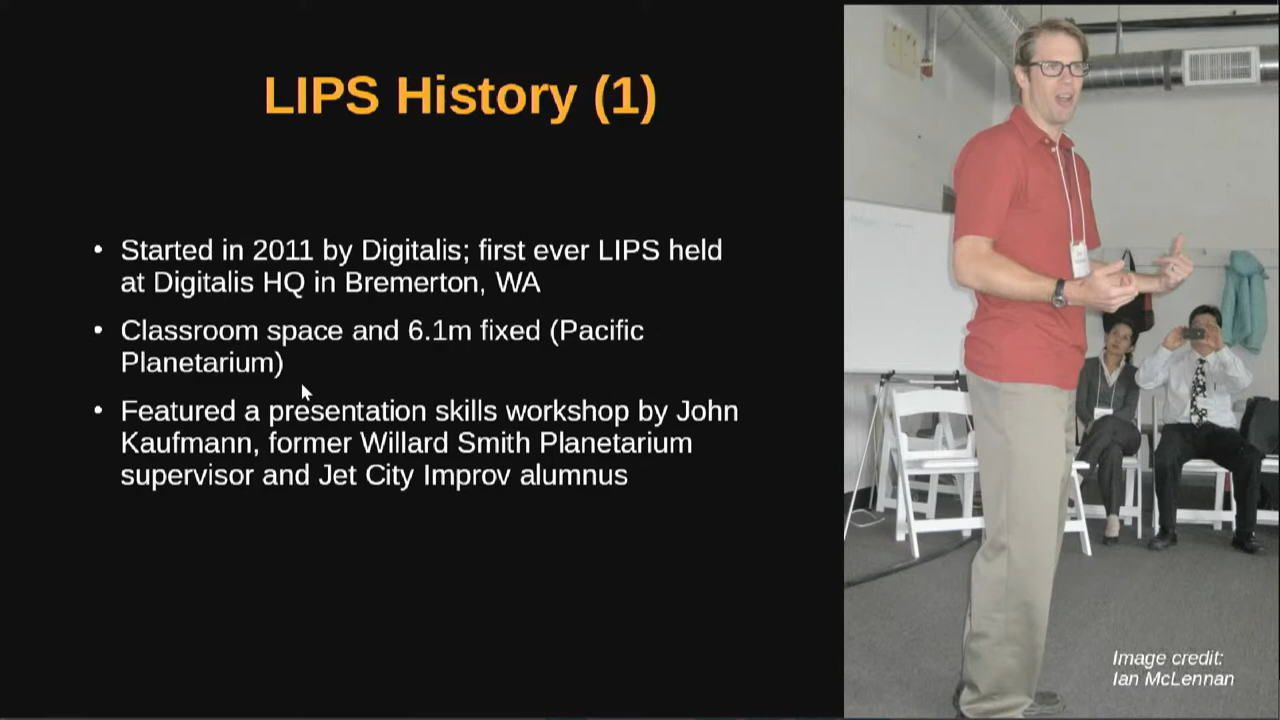 LIPS History (1)
• Started in 2011 by Digitalis; first ever LIPS held
at Digitalis HQ in Bremerton, WA
• Classroom space and 6.1m fixed (Pacific
Planetarium)
• Featured a presentation skills workshop by John
Kaufmann, former Willard Smith Planetarium
supervisor and Jet City Improv alumnus
Image credit:
Ian McLennan